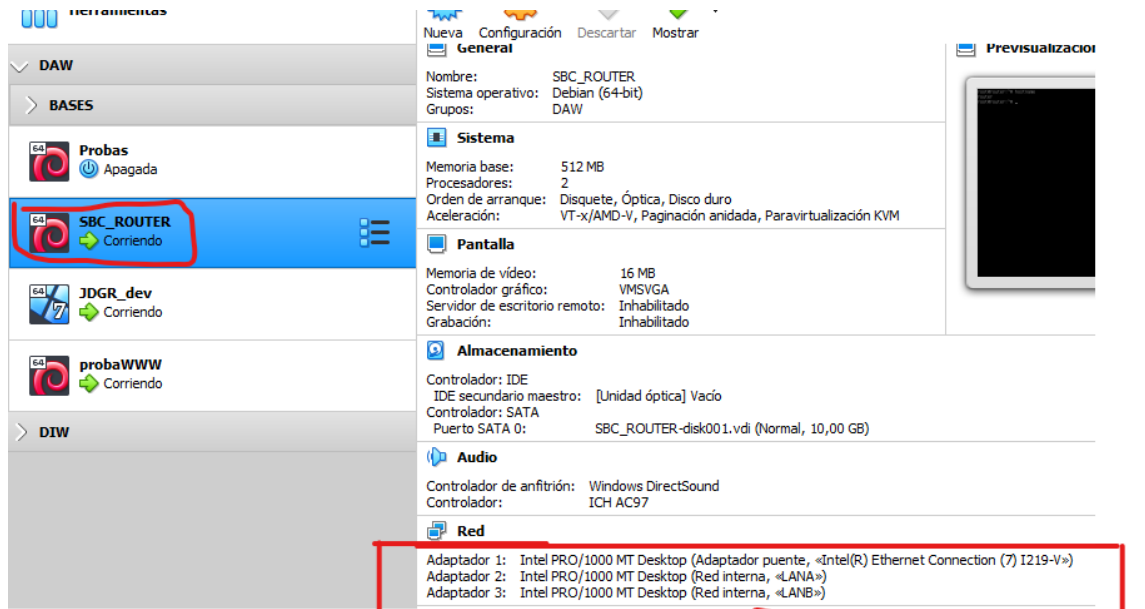 Herramientas
DAW
BASES
64
Probas
Apagada
64
SBC_ROUTER
Corriendo
64
7
JDGR_dev
Corriendo
64
probaWWW
Corriendo
DIW
Nueva Configuración Descartar Mostrar
General
Nombre: SBC_ROUTER
Sistema operativo: Debian (64-bit)
Grupos: DAW
Sistema
Memoria base: 512 MB
Procesadores: 2
Orden de arranque: Disquete, Óptica, Disco duro
Aceleración: VT-x/AMD-V, Paginación anidada, Paravirtualización KVM
Pantalla
Memoria de vídeo: 16 MB
Controlador gráfico: VMSVGA
Servidor de escritorio remoto: Inhabilitado
Grabación: Inhabilitado
Almacenamiento
Controlador: IDE
IDE secundario maestro: [Unidad óptica] Vacío
Controlador: SATA
Puerto SATA 0: SBC_ROUTER-disk001.vdi (Normal, 10,00 GB)
Audio
Controlador de anfitrión: Windows DirectSound
Controlador: ICH AC97
Red
Adaptador 1: Intel PRO/1000 MT Desktop (Adaptador puente, «Intel(R) Ethernet Connection (7) I219-V»)
Adaptador 2: Intel PRO/1000 MT Desktop (Red interna, «LANA»)
Adaptador 3: Intel PRO/1000 MT Desktop (Red interna, «LANB»)
Previsualización